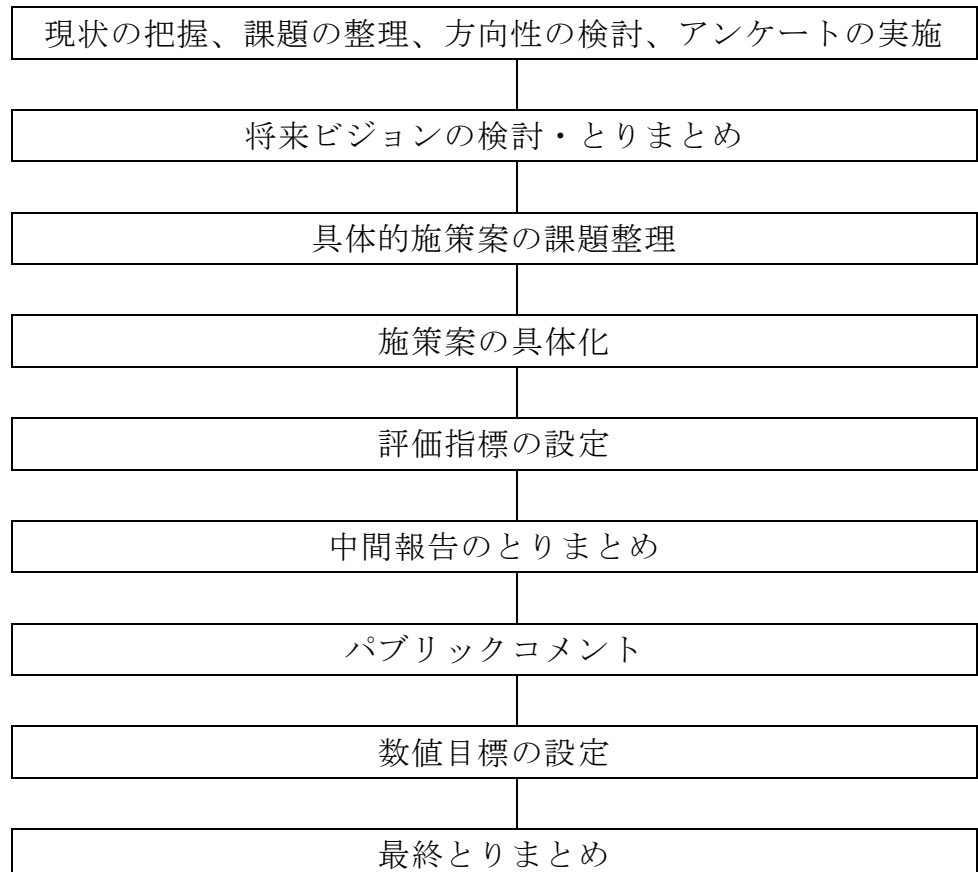 現状の把握、課題の整理、方向性の検討、アンケートの実施
将来ビジョンの検討・とりまとめ
具体的施策案の課題整理
施策案の具体化
評価指標の設定
中間報告のとりまとめ
パブリックコメント
数値目標の設定
最終とりまとめ